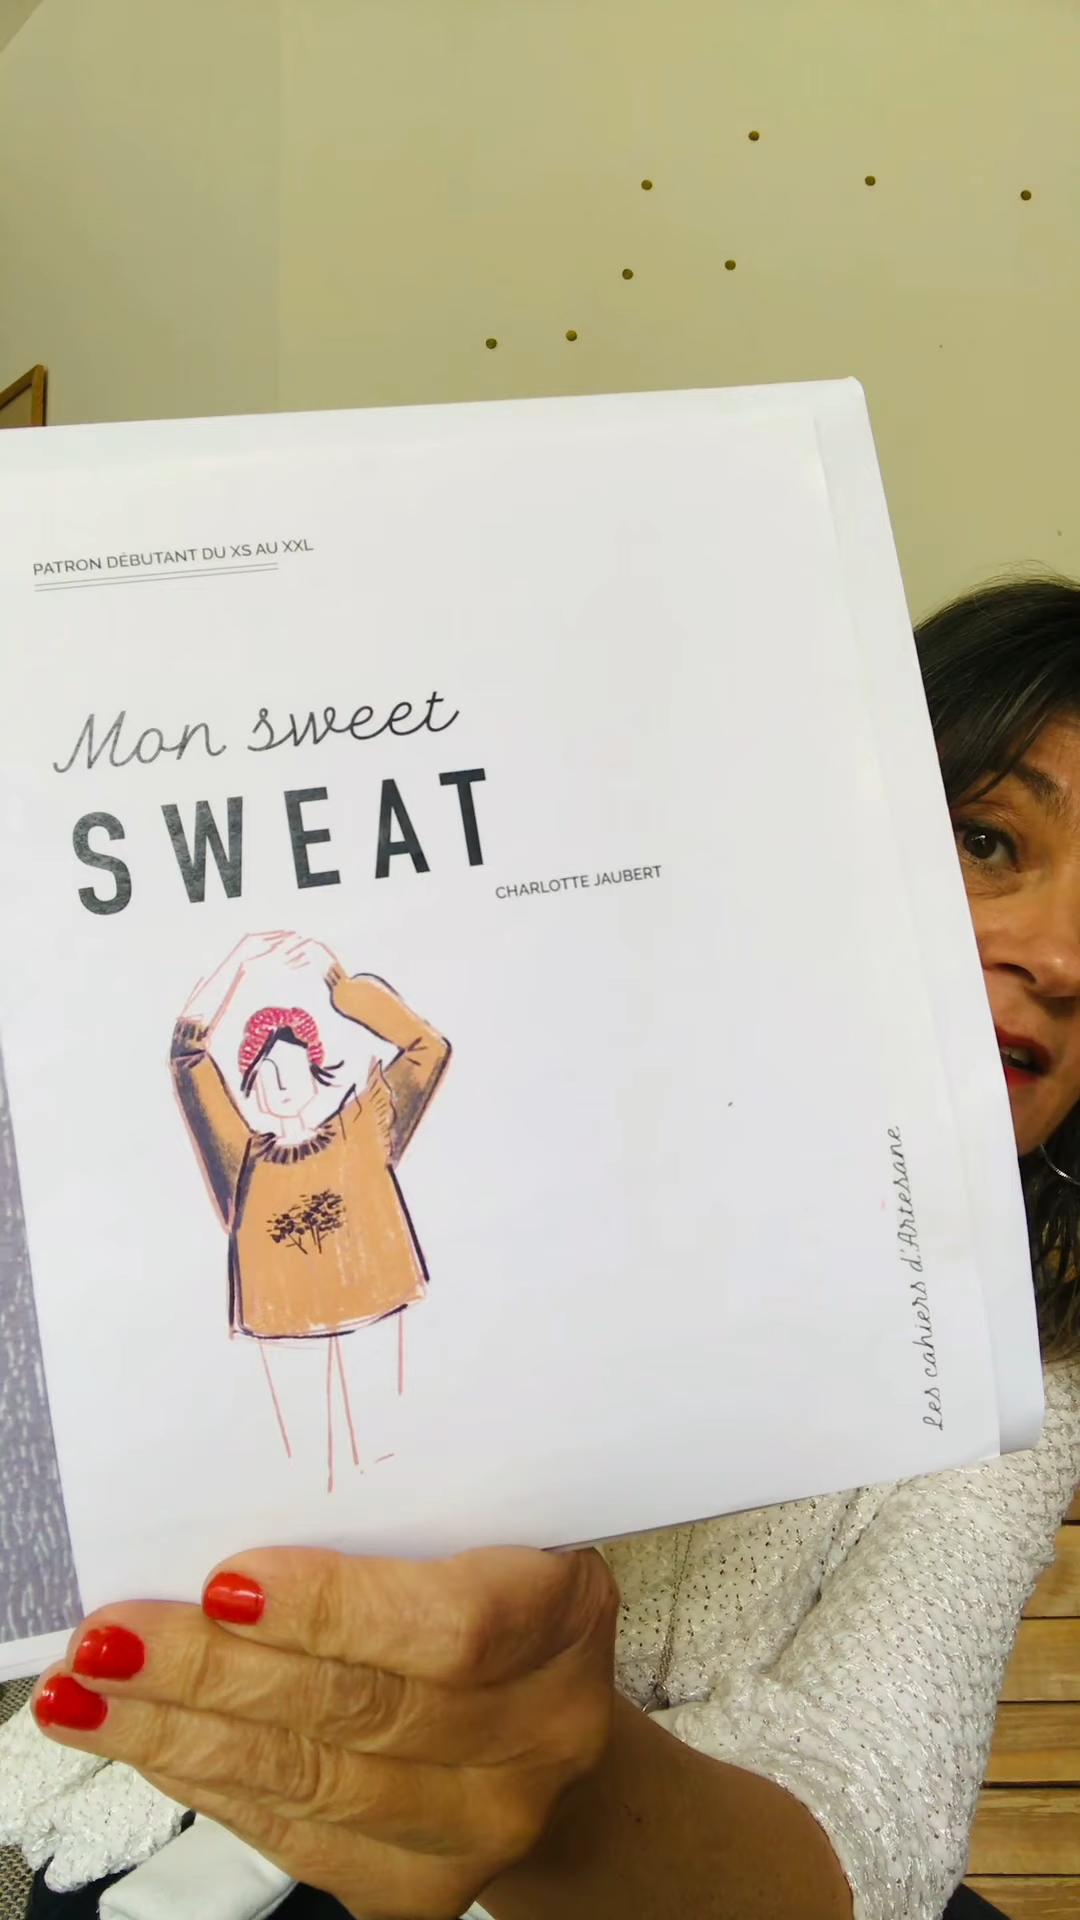 PATRON DÉBUTANT DU XS AU XXL
Mon sweet
SWEAT
CHARLOTTE JAUBERT
Les cahiers d'Artesane